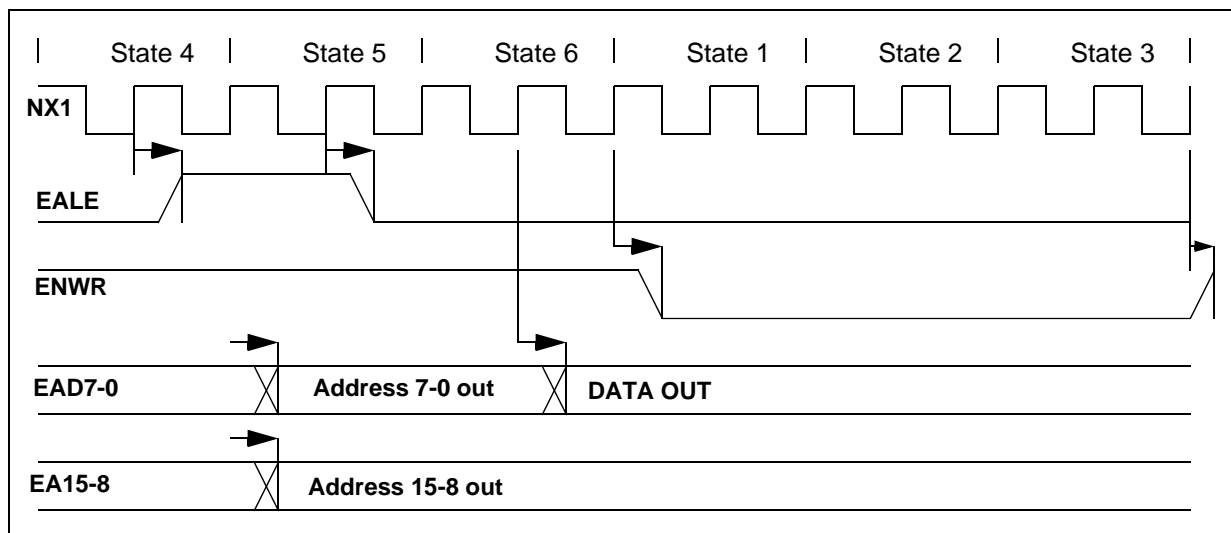 State 4 State 5 State 6 State 1 State 2 State 3
NX1
EALE
ENWR
EAD7-0 Address 7-0 out DATA OUT
EA15-8 Address 15-8 out